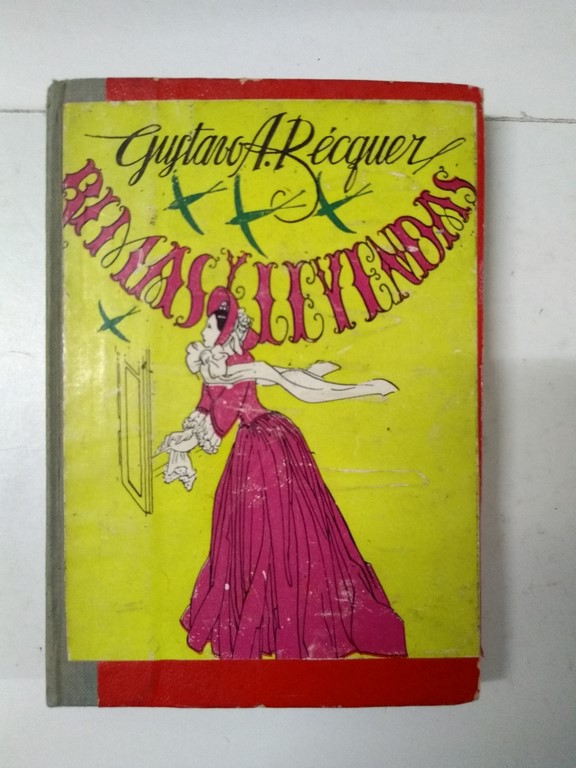 Gustavo A. Bécquer
RIMAS Y LEYENDAS